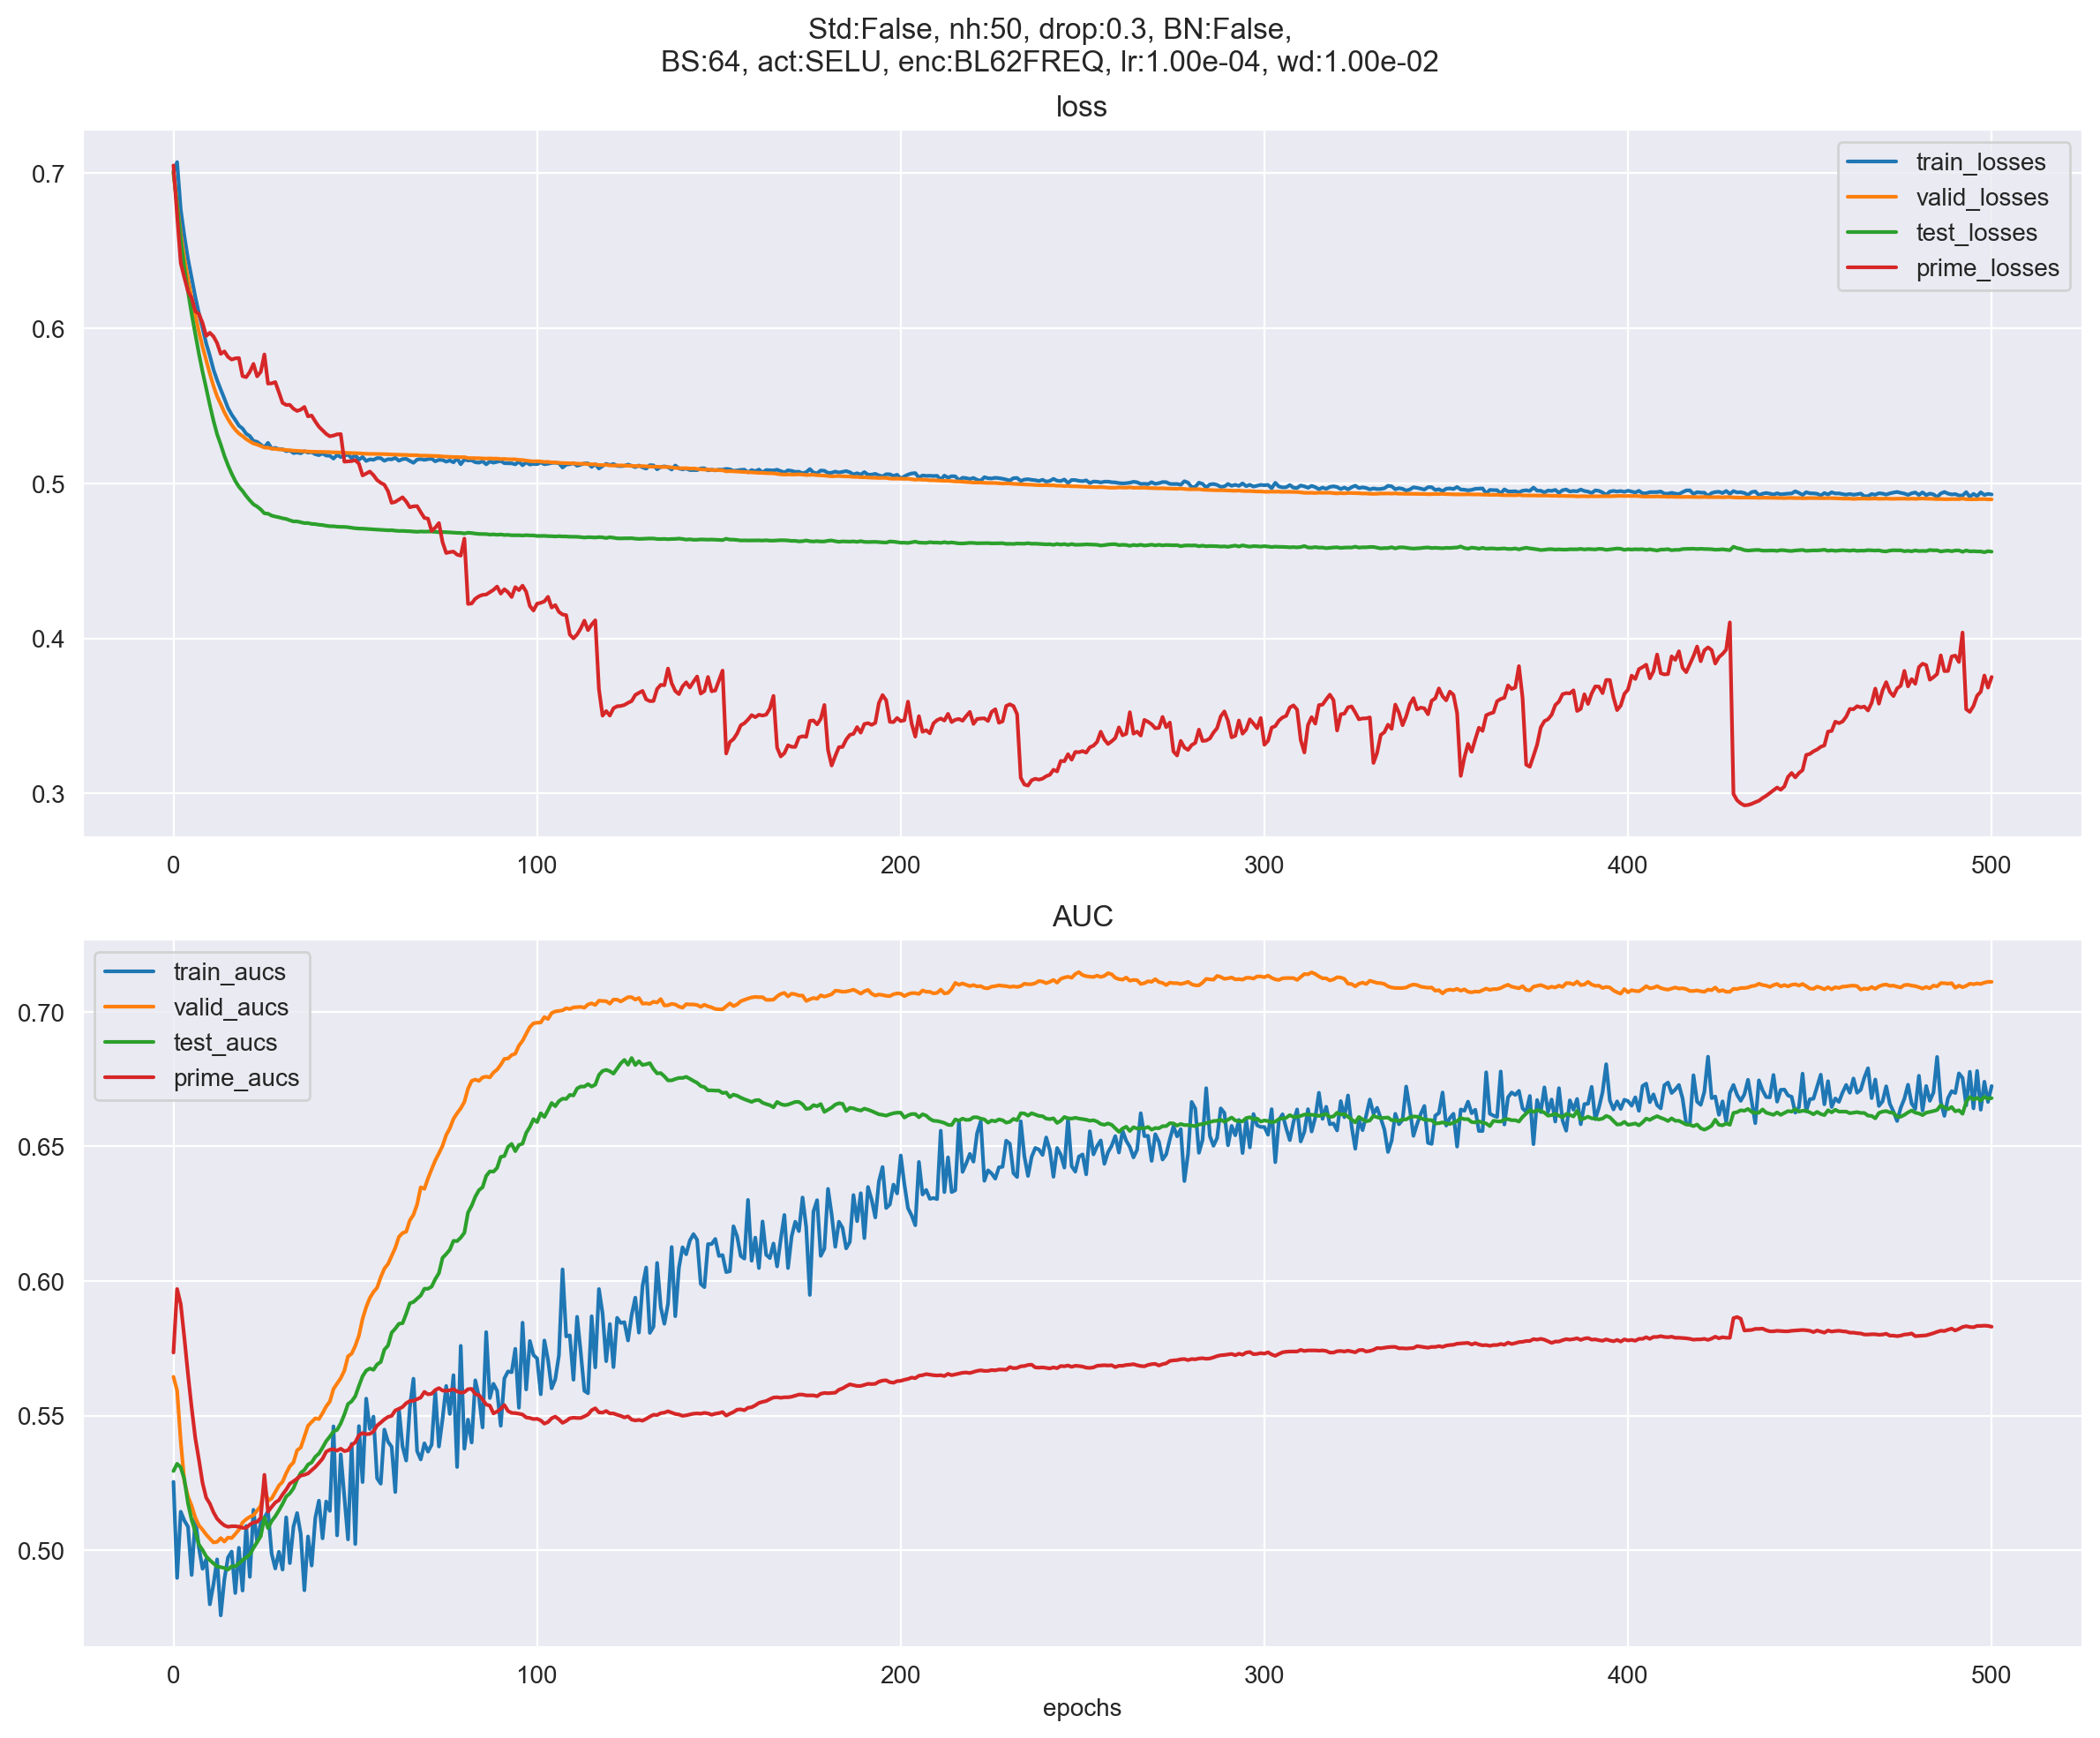 Std:False, nh:50, drop:0.3, BN:False,
BS:64, act:SELU, enc:BL62FREQ, lr:1.00e-04, wd:1.00e-02
loss
0.7
0.6
0.5
0.4
0.3
train_losses
valid_losses
test_losses
prime_losses
0 100 200 300 400 500
AUC
0.70
0.65
0.60
0.55
0.50
train_aucs
valid_aucs
test_aucs
prime_aucs
0 100 200 300 400 500
epochs